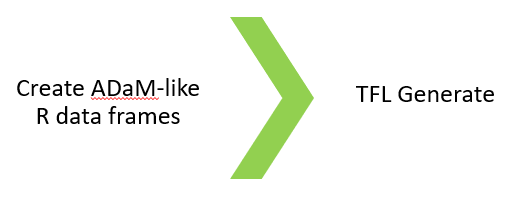 Create ADaM-like
R data frames
TFL Generate